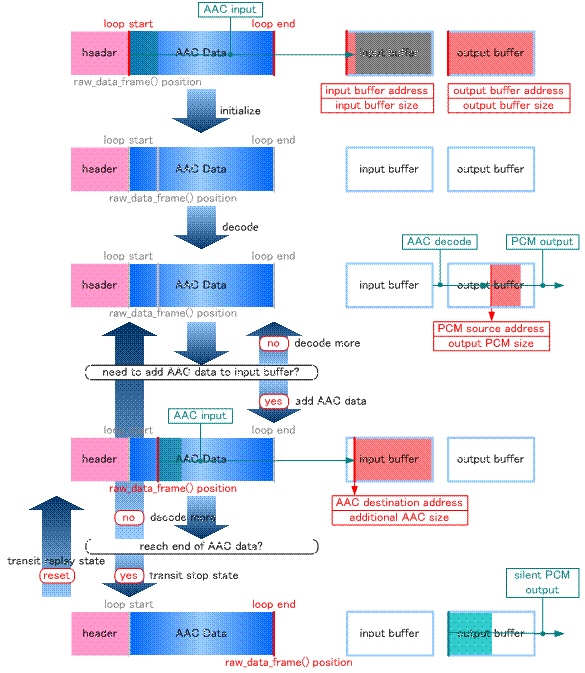 AAC input
loop start
loop end
header
AAC Data
input buffer
output buffer
raw_data_frame() position
input buffer address
input buffer size
output buffer address
output buffer size
initialize
loop start
loop end
header
AAC Data
input buffer
output buffer
raw_data_frame() position
decode
AAC decode
PCM output
loop start
loop end
header
AAC Data
input buffer
output buffer
raw_data_frame() position
PCM source address
output PCM size
no
decode more
need to add AAC data to input buffer?
yes
add AAC data
AAC input
loop start
loop end
header
AAC Data
input buffer
output buffer
raw_data_frame() position
AAC destination address
additional AAC size
no
decode more
reach end of AAC data?
transit replay state
reset
yes
transit stop state
silent PCM
output
loop start
loop end
header
AAC Data
input buffer
output buffer
raw_data_frame() position